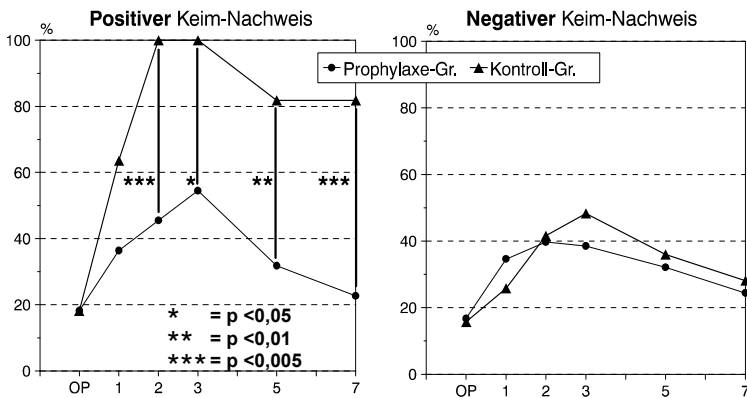 Positiver Keim-Nachweis
%
100
80
60
40
20
0
*** * ** ***
* = p <0,05
** = p <0,01
*** = p <0,005
OP 1 2 3 5 7
Negativer Keim-Nachweis
%
100
Prophylaxe-Gr. Kontroll-Gr.
80
60
40
20
0
OP 1 2 3 5 7